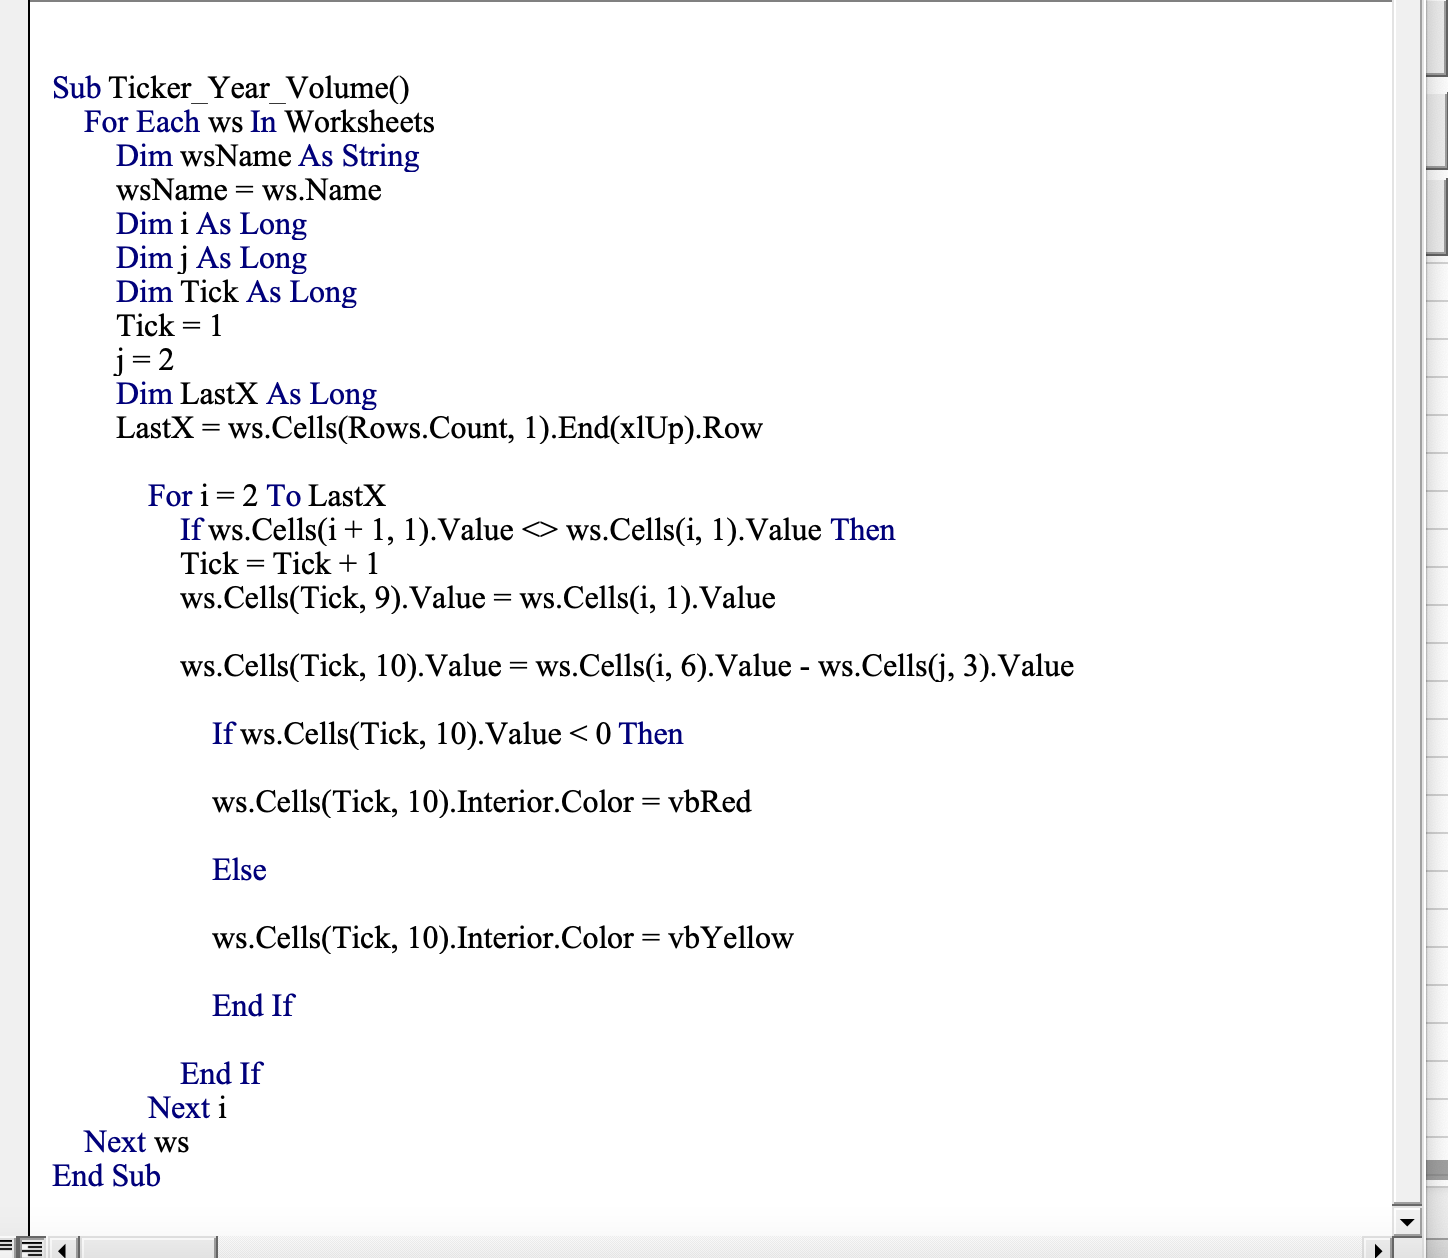 Sub Ticker_Year_Volume()
For Each ws In Worksheets
Dim wsName As String
wsName = ws.Name
Dim i As Long
Dim j As Long
Dim Tick As Long
Tick = 1
j = 2
Dim LastX As Long
LastX = ws.Cells(Rows.Count, 1).End(xlUp).Row
For i = 2 To LastX
If ws.Cells(i + 1, 1).Value <> ws.Cells(i, 1).Value Then
Tick = Tick + 1
ws.Cells(Tick, 9).Value = ws.Cells(i, 1).Value
ws.Cells(Tick, 10).Value = ws.Cells(i, 6).Value - ws.Cells(j, 3).Value
If ws.Cells(Tick, 10).Value < 0 Then
ws.Cells(Tick, 10).Interior.Color = vbRed
Else
ws.Cells(Tick, 10).Interior.Color = vbYellow
End If
End If
Next i
Next ws
End Sub